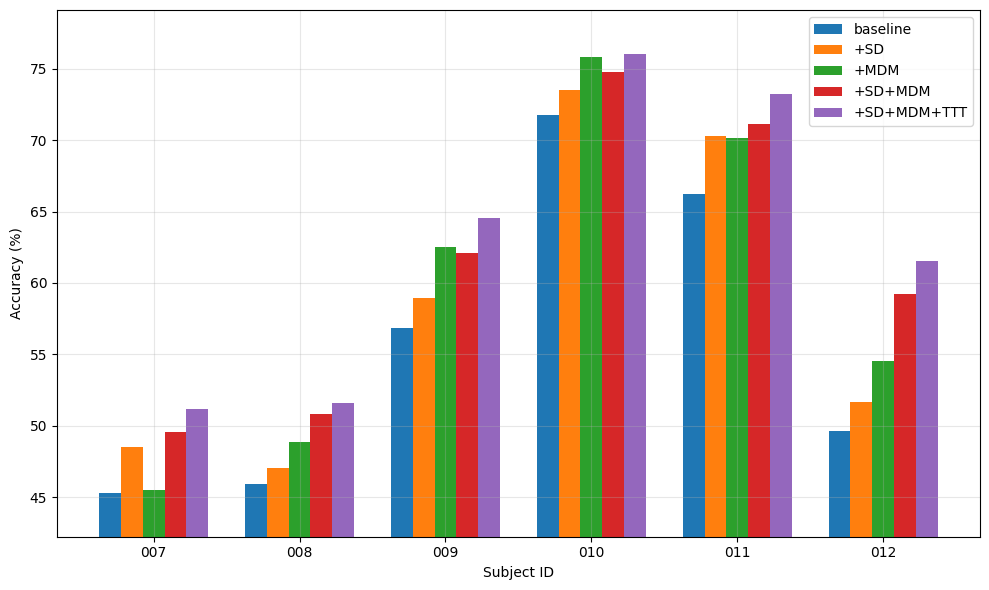 baseline
+SD
+MDM
+SD+MDM
+SD+MDM+TTT
Accuracy (%)
75
70
65
60
55
50
45
007
008
009
010
011
012
Subject ID